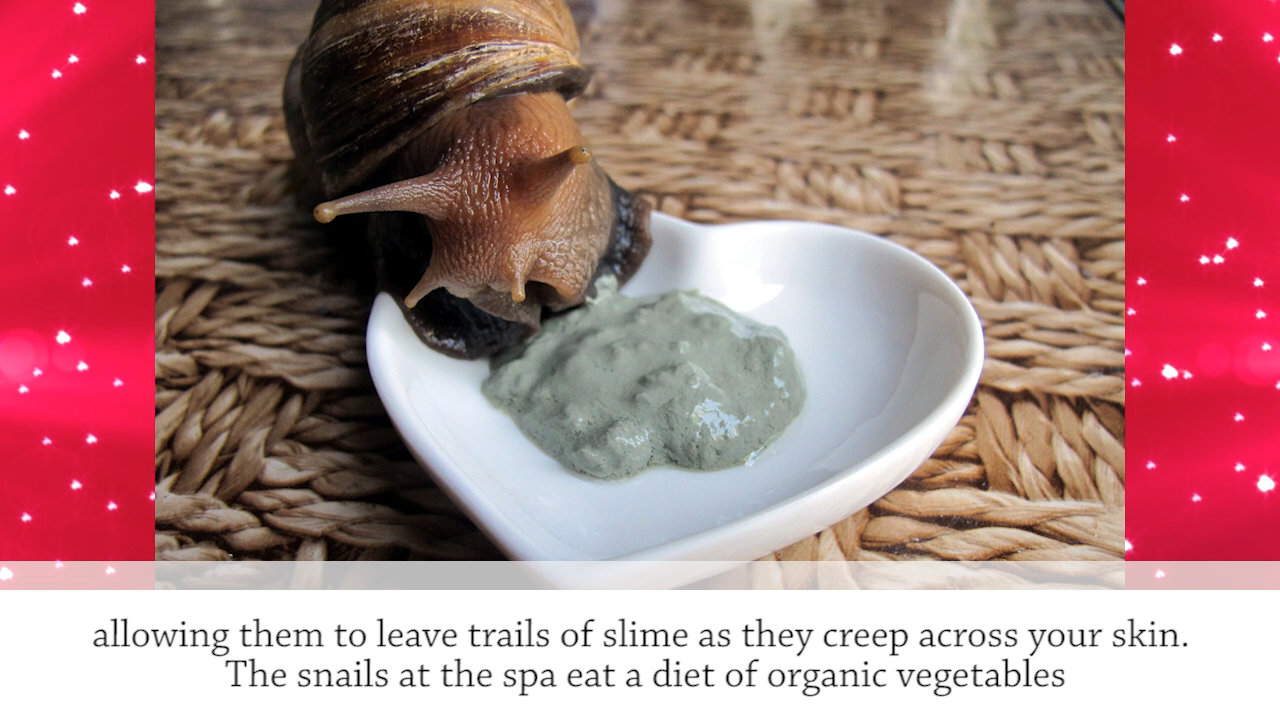 allowing them to leave trails of slime as they creep across your skin.
The snails at the spa eat a diet of organic vegetables